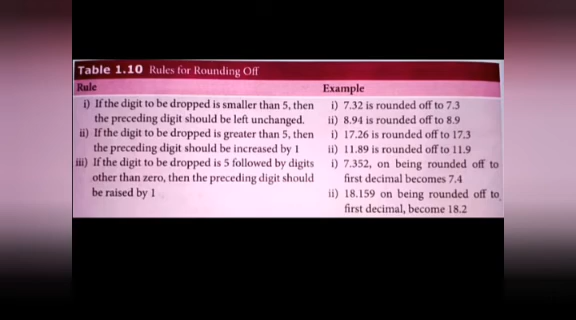 Table 1.10 Rules for Rounding Off
Rule Example
i) If the digit to be dropped is smaller than 5, then
the preceding digit should be left unchanged.
ii) If the digit to be dropped is greater than 5, then
the preceding digit should be increased by 1
iii) If the digit to be dropped is 5 followed by digits
other than zero, then the preceding digit should
be raised by 1
i) 7.32 is rounded off to 7.3
ii) 8.94 is rounded off to 8.9
i) 17.26 is rounded off to 17.3
ii) 11.89 is rounded off to 11.9
i) 7.352, on being rounded off to
first decimal becomes 7.4
ii) 18.159 on being rounded off to
first decimal, become 18.2